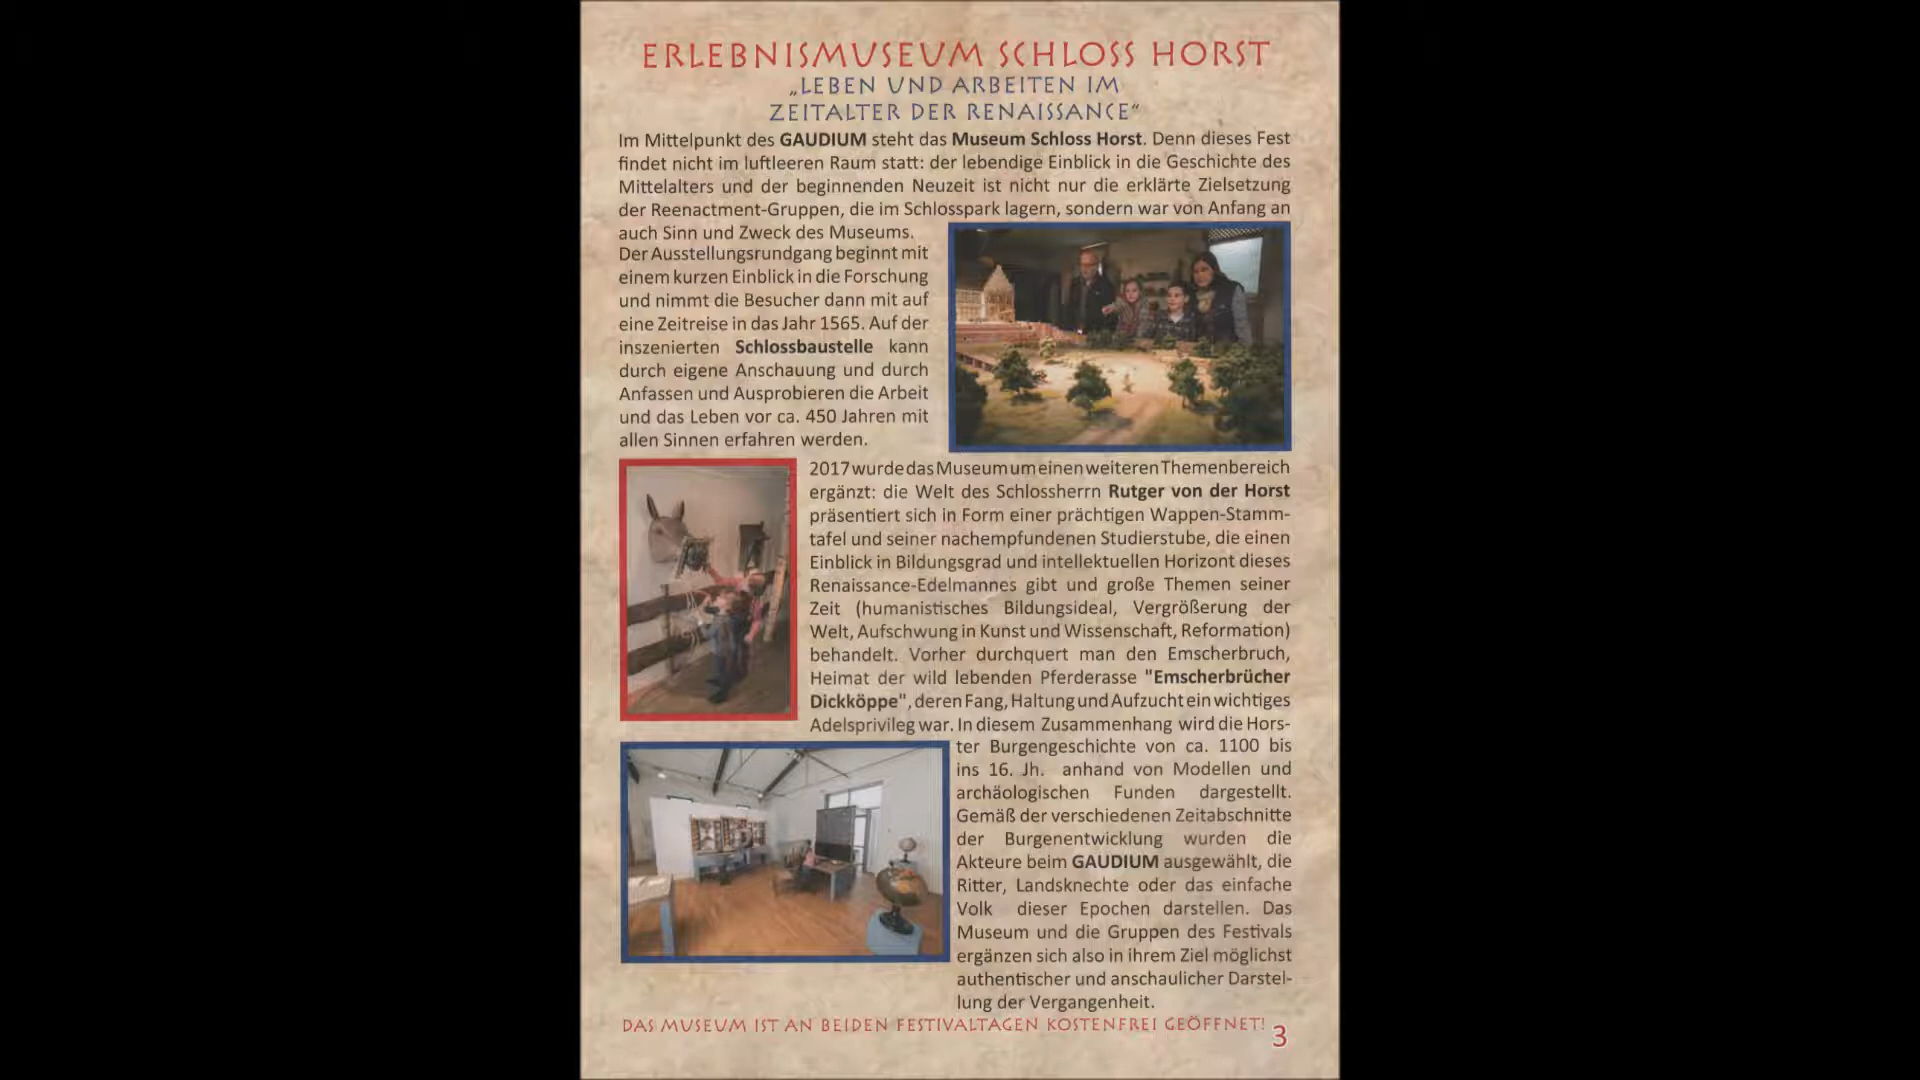 ERLEBNISMUSEUM SCHLOSS HORST
„LEBEN UND ARBEITEN IM
ZEITALTER DER RENAISSANCE“
Im Mittelpunkt des GAUDIUM steht das Museum Schloss Horst. Denn dieses Fest
findet nicht im luftleeren Raum statt: der lebendige Einblick in die Geschichte des
Mittelalters und der beginnenden Neuzeit ist nicht nur die erklärte Zielsetzung
der Reenactment-Gruppen, die im Schlosspark lagern, sondern war von Anfang an
auch Sinn und Zweck des Museums.
Der Ausstellungsrundgang beginnt mit
einem kurzen Einblick in die Forschung
und nimmt die Besucher dann mit auf
eine Zeitreise in das Jahr 1565. Auf der
inszenierten Schlossbaustelle kann
durch eigene Anschauung und durch
Anfassen und Ausprobieren die Arbeit
und das Leben vor ca. 450 Jahren mit
allen Sinnen erfahren werden.
2017 wurde das Museum um einen weiteren Themenbereich
ergänzt: die Welt des Schlossherrn Rutger von der Horst
präsentiert sich in Form einer prächtigen Wappen-Stamm-
tafel und seiner nachempfundenen Studierstube, die einen
Einblick in Bildungsgrad und intellektuellen Horizont dieses
Renaissance-Edelmannes gibt und große Themen seiner
Zeit (humanistisches Bildungsideal, Vergrößerung der
Welt, Aufschwung in Kunst und Wissenschaft, Reformation)
behandelt. Vorher durchquert man den Emscherbruch,
Heimat der wild lebenden Pferderasse "Emscherbrücher
Dickköppe", deren Fang, Haltung und Aufzucht ein wichtiges
Adelsprivileg war. In diesem Zusammenhang wird die Hors-
ter Burgengeschichte von ca. 1100 bis
ins 16. Jh. anhand von Modellen und
archäologischen Funden dargestellt.
Gemäß der verschiedenen Zeitabschnitte
der Burgenentwicklung wurden die
Akteure beim GAUDIUM ausgewählt, die
Ritter, Landsknechte oder das einfache
Volk dieser Epochen darstellen. Das
Museum und die Gruppen des Festivals
ergänzen sich also in ihrem Ziel möglichst
authentischer und anschaulicher Darstel-
lung der Vergangenheit.
DAS MUSEUM IST AN BEIDEN FESTIVALTAGEN KOSTENFREI GEÖFFNET!
3